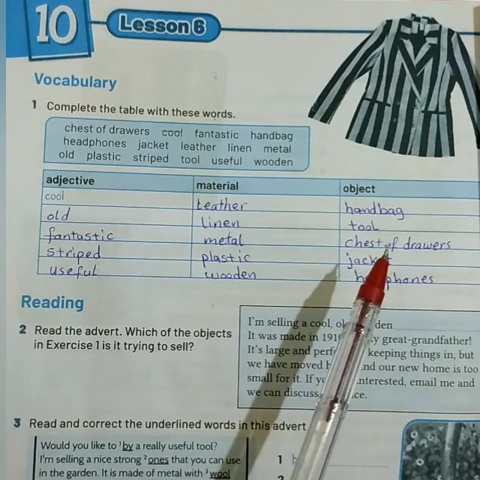 10 Lesson 6
Vocabulary
1 Complete the table with these words.
chest of drawers cool fantastic handbag
headphones jacket leather linen metal
old plastic striped tool useful wooden
adjective material object
cool Leather handbag
old linen tool
fantastic metal chest of drawers
striped plastic
useful wooden
Reading
2 Read the advert. Which of the objects
in Exercise 1 is it trying to sell?
I'm selling a cool,
It was made in great-grandfather!
It's large and keeping things in, but
we have moved and our new home is too
small for it. If interested, email me and
we can discuss
3 Read and correct the underlined words in this advert
Would you like to ¹by a really useful tool?
I'm selling a nice strong ²ones that you can use
in the garden. It is made of metal with ³wool
1
2